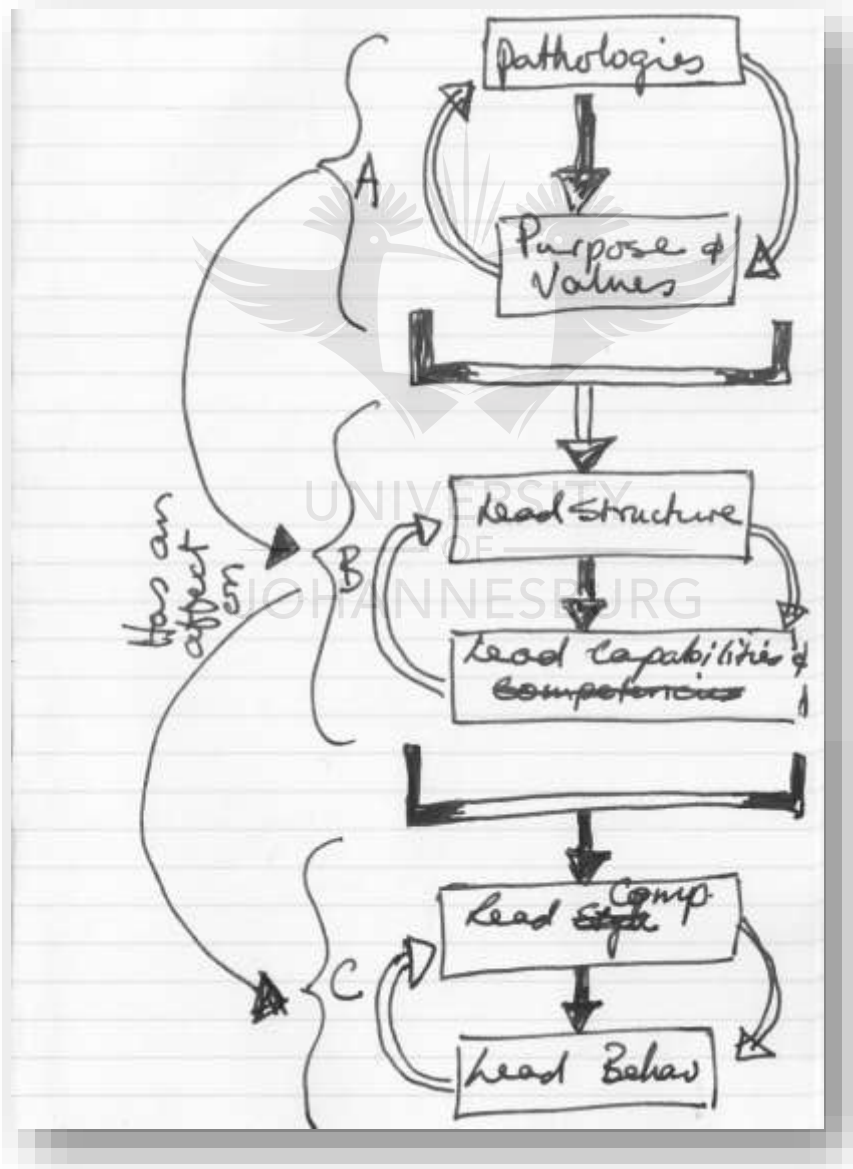 pathologies
A
Purpose &
Values
Lead Structure
Has an
affect
on
B
Lead Capabilities &
Competencies
Comp.
Lead Style
C
Lead Behav
UNIVERSITY
OF
JOHANNESBURG